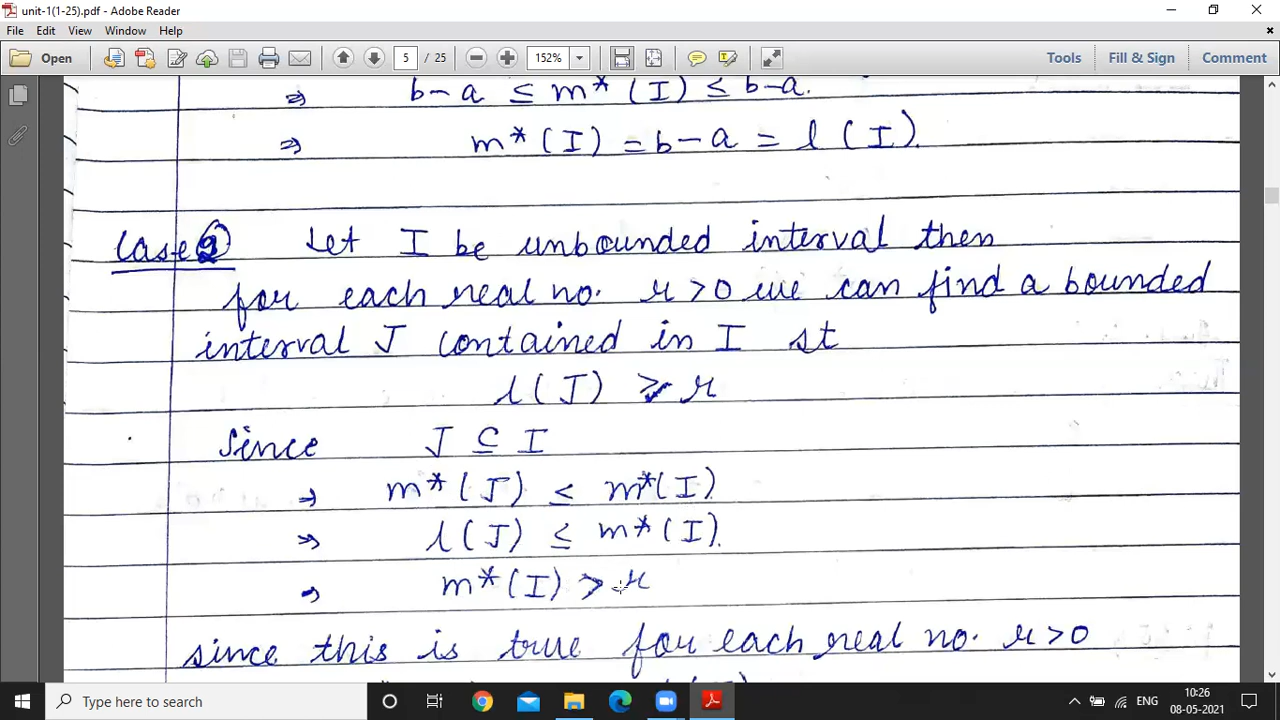 unit-1(1-25).pdf - Adobe Reader
File Edit View Window Help
Open 5 / 25 152% Tools Fill & Sign Comment
⇒ b-a ≤ m*(I) ≤ b-a.
⇒ m*(I) = b-a = l(I).
Case 2 Let I be unbounded interval then
for each real no. r>0 we can find a bounded
interval J contained in I st
l(J) ≥ r
Since J ⊆ I
⇒ m*(J) ≤ m*(I)
⇒ l(J) ≤ m*(I).
⇒ m*(I) > r
since this is true for each real no. r>0
Type here to search
ENG
10:26
08-05-2021